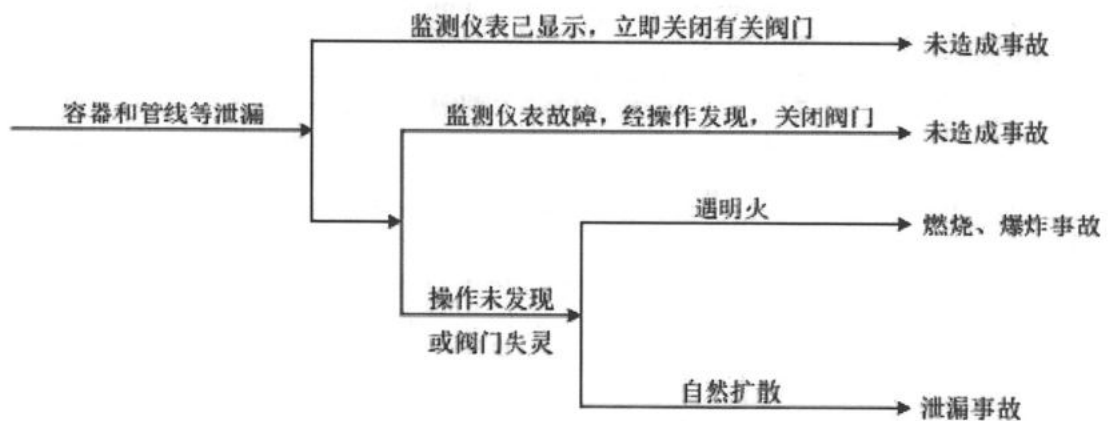 监测仪表已显示，立即关闭有关阀门
未造成事故
容器和管线等泄漏
监测仪表故障，经操作发现，关闭阀门
未造成事故
遇明火
燃烧、爆炸事故
操作未发现
或阀门失灵
自然扩散
泄漏事故